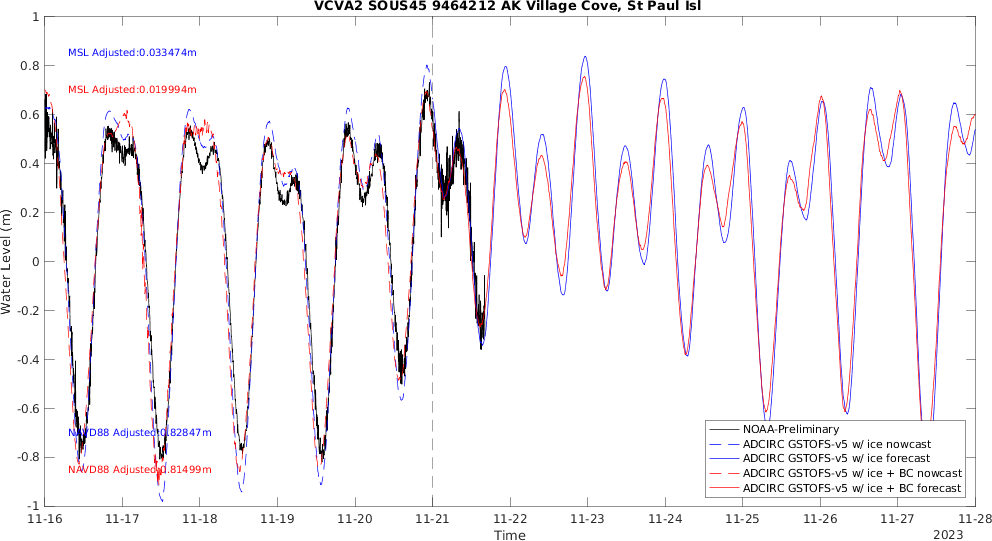 VCVA2 SOUS45 9464212 AK Village Cove, St Paul Isl
MSL Adjusted:0.033474m
MSL Adjusted:0.019994m
NAVD88 Adjusted:0.82847m
NAVD88 Adjusted:0.81499m
Water Level (m)
1
0.8
0.6
0.4
0.2
0
-0.2
-0.4
-0.6
-0.8
-1
NOAA-Preliminary
ADCIRC GSTOFS-v5 w/ ice nowcast
ADCIRC GSTOFS-v5 w/ ice forecast
ADCIRC GSTOFS-v5 w/ ice + BC nowcast
ADCIRC GSTOFS-v5 w/ ice + BC forecast
11-16 11-17 11-18 11-19 11-20 11-21 11-22 11-23 11-24 11-25 11-26 11-27 11-28
Time
2023